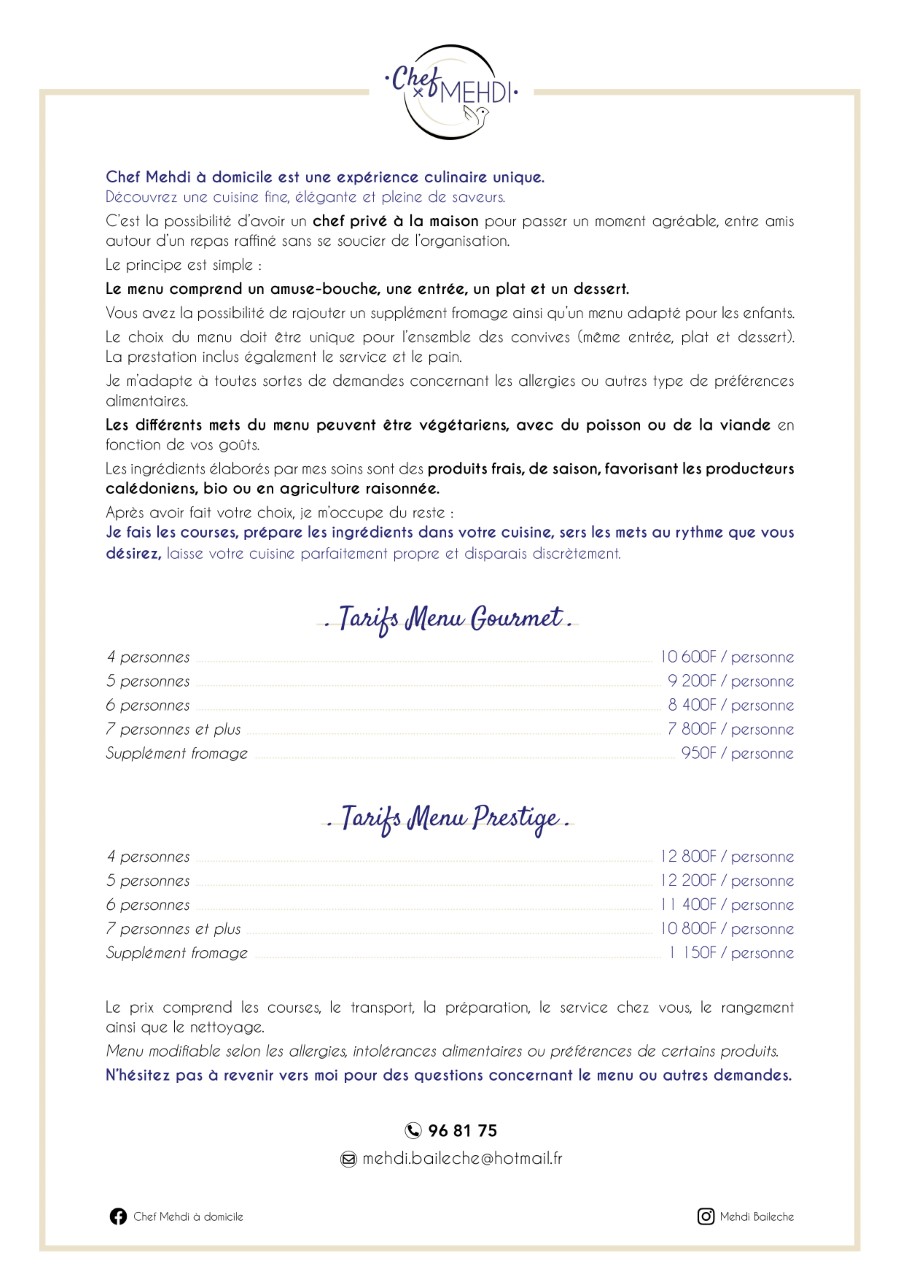 Chef MEHDI
Chef Mehdi à domicile est une expérience culinaire unique.
Découvrez une cuisine fine, élégante et pleine de saveurs.
C'est la possibilité d'avoir un chef privé à la maison pour passer un moment agréable, entre amis
autour d'un repas raffiné sans se soucier de l'organisation.
Le principe est simple :
Le menu comprend un amuse-bouche, une entrée, un plat et un dessert.
Vous avez la possibilité de rajouter un supplément fromage ainsi qu'un menu adapté pour les enfants.
Le choix du menu doit être unique pour l'ensemble des convives (même entrée, plat et dessert).
La prestation inclus également le service et le pain.
Je m'adapte à toutes sortes de demandes concernant les allergies ou autres type de préférences
alimentaires.
Les différents mets du menu peuvent être végétariens, avec du poisson ou de la viande en
fonction de vos goûts.
Les ingrédients élaborés par mes soins sont des produits frais, de saison, favorisant les producteurs
calédoniens, bio ou en agriculture raisonnée.
Après avoir fait votre choix, je m'occupe du reste :
Je fais les courses, prépare les ingrédients dans votre cuisine, sers les mets au rythme que vous
désirez, laisse votre cuisine parfaitement propre et disparais discrètement.
. Tarifs Menu Gourmet .
4 personnes 10 600F / personne
5 personnes 9 200F / personne
6 personnes 8 400F / personne
7 personnes et plus 7 800F / personne
Supplément fromage 950F / personne
. Tarifs Menu Prestige .
4 personnes 12 800F / personne
5 personnes 12 200F / personne
6 personnes 11 400F / personne
7 personnes et plus 10 800F / personne
Supplément fromage 1 150F / personne
Le prix comprend les courses, le transport, la préparation, le service chez vous, le rangement
ainsi que le nettoyage.
Menu modifiable selon les allergies, intolérances alimentaires ou préférences de certains produits.
N'hésitez pas à revenir vers moi pour des questions concernant le menu ou autres demandes.
96 81 75
mehdi.baileche@hotmail.fr
Chef Mehdi à domicile
Mehdi Baileche